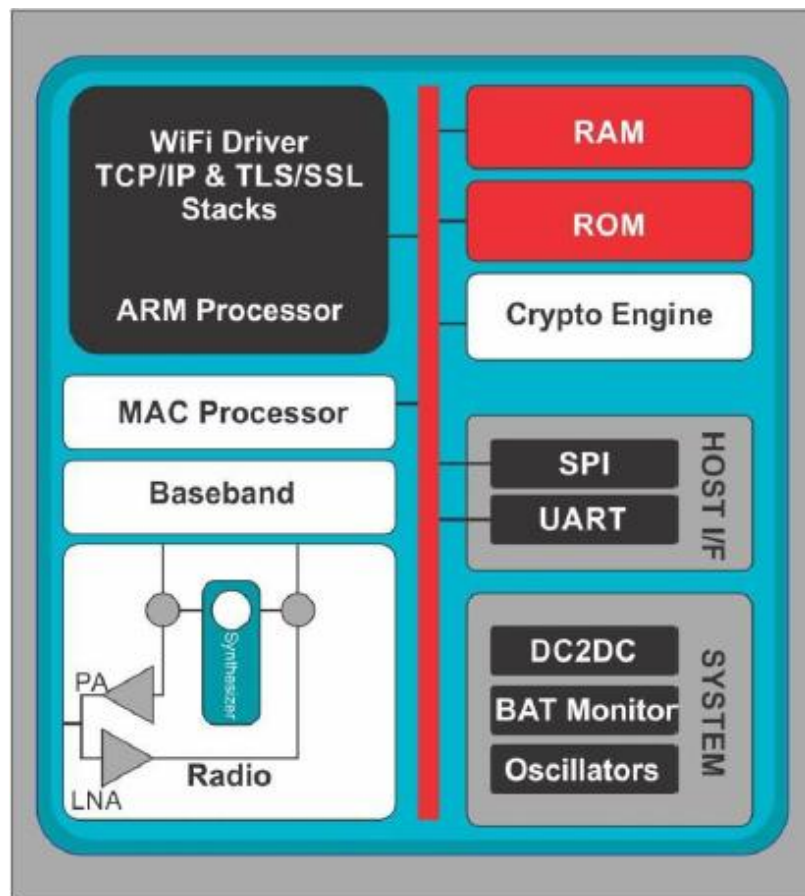 WiFi Driver
TCP/IP & TLS/SSL
Stacks
ARM Processor
MAC Processor
Baseband
Synthesizer
PA
LNA
Radio
RAM
ROM
Crypto Engine
SPI
UART
HOST I/F
DC2DC
BAT Monitor
Oscillators
SYSTEM